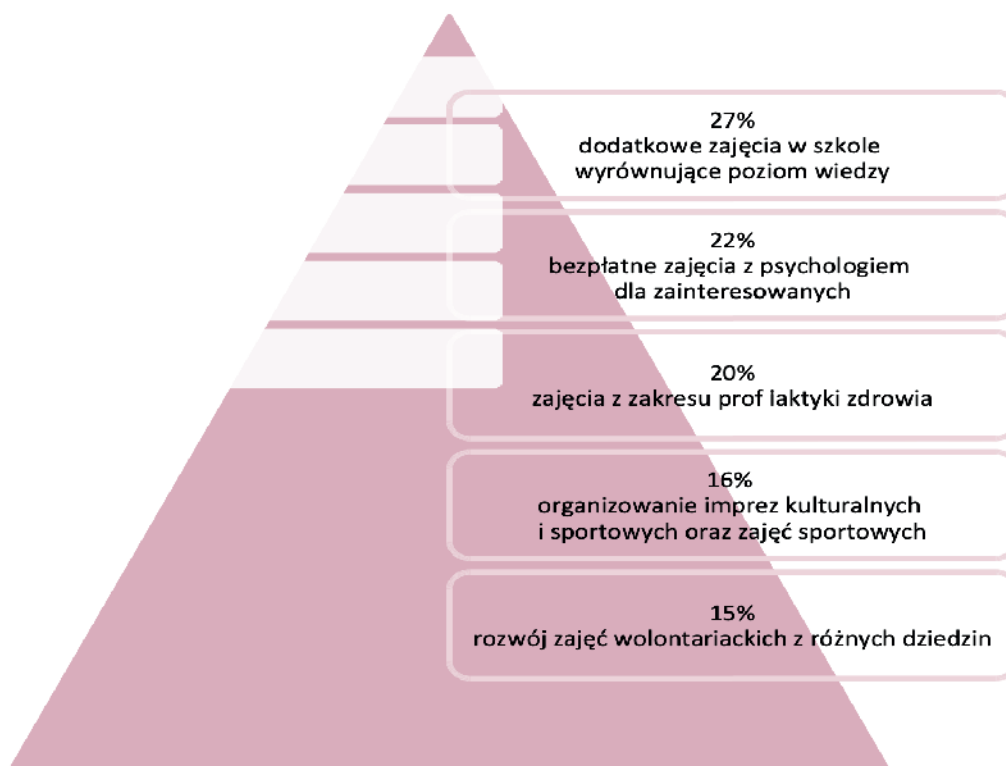 27%
dodatkowe zajęcia w szkole
wyrównujące poziom wiedzy
22%
bezpłatne zajęcia z psychologiem
dla zainteresowanych
20%
zajęcia z zakresu prof laktyki zdrowia
16%
organizowanie imprez kulturalnych
i sportowych oraz zajęć sportowych
15%
rozwój zajęć wolontariackich z różnych dziedzin